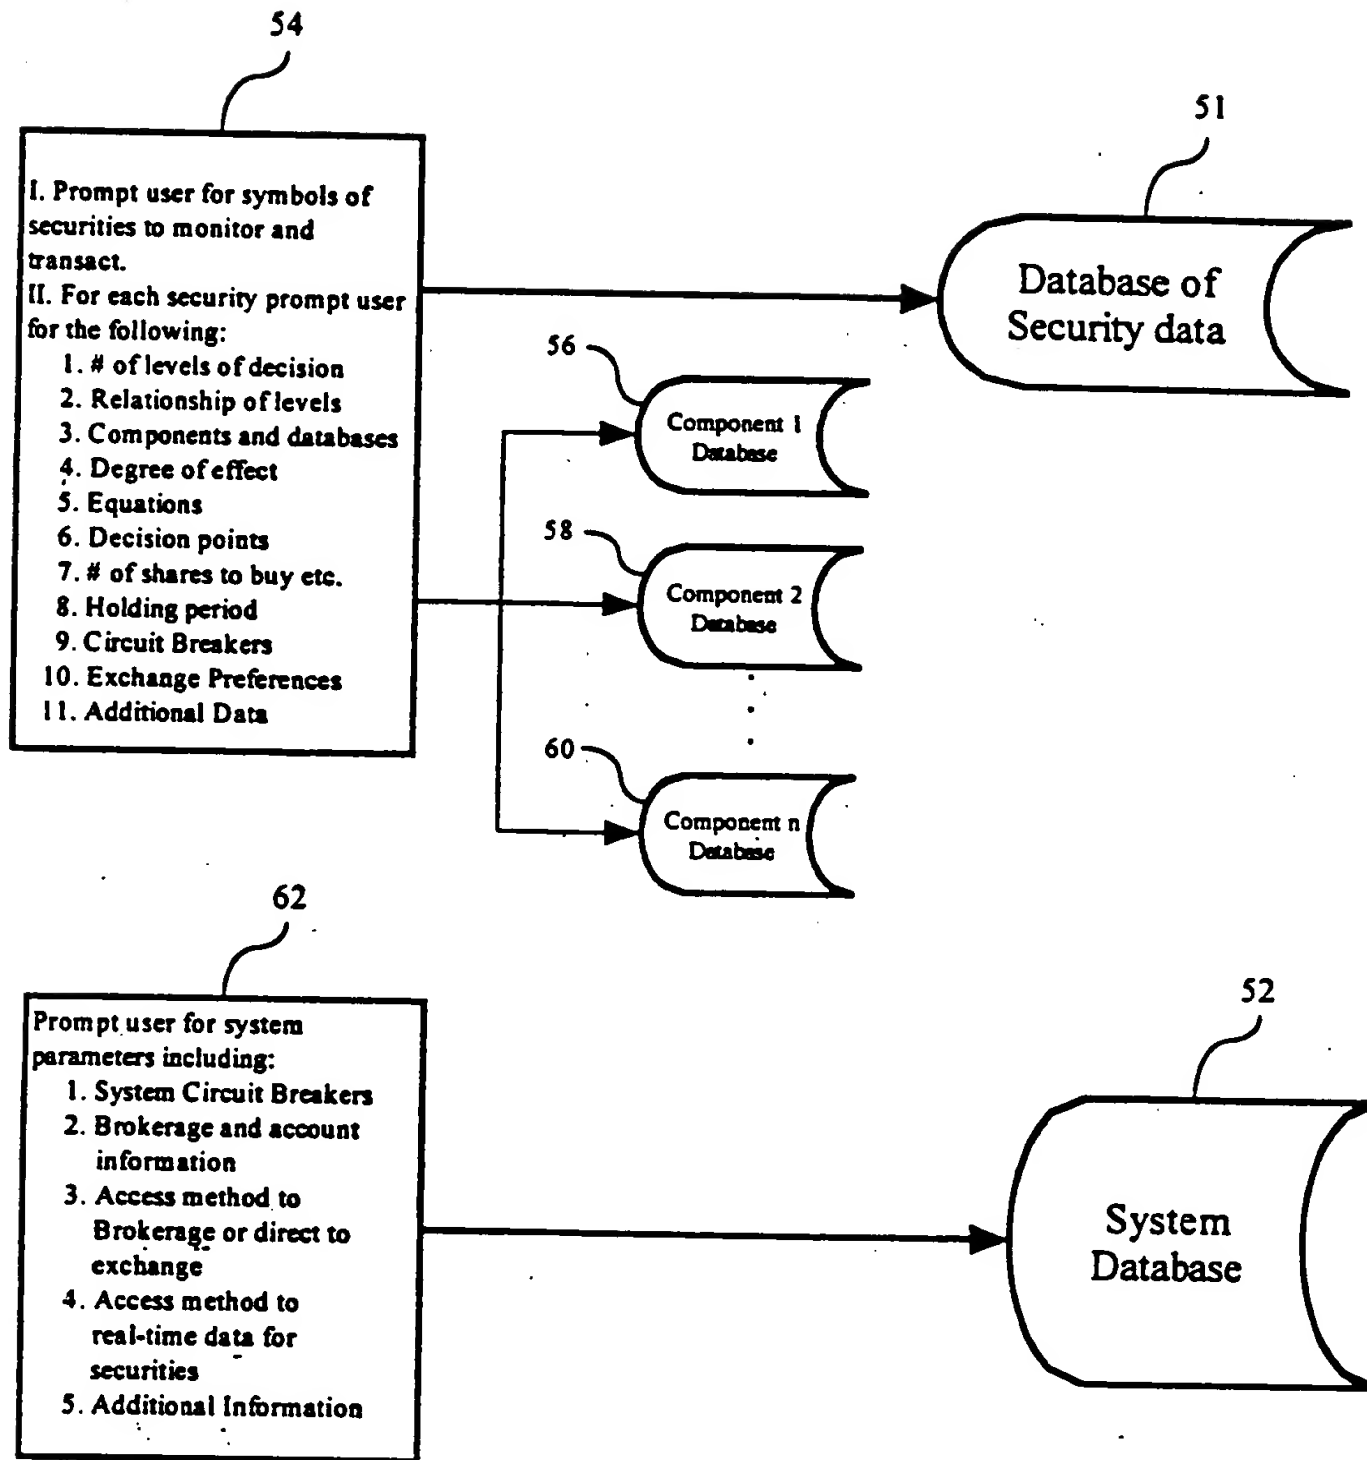 54
I. Prompt user for symbols of
securities to monitor and
transact.
II. For each security prompt user
for the following:
1. # of levels of decision
2. Relationship of levels
3. Components and databases
4. Degree of effect
5. Equations
6. Decision points
7. # of shares to buy etc.
8. Holding period
9. Circuit Breakers
10. Exchange Preferences
11. Additional Data
51
Database of
Security data
56
Component 1
Database
58
Component 2
Database
60
Component n
Database
62
Prompt user for system
parameters including:
1. System Circuit Breakers
2. Brokerage and account
information
3. Access method to
Brokerage or direct to
exchange
4. Access method to
real-time data for
securities
5. Additional Information
52
System
Database